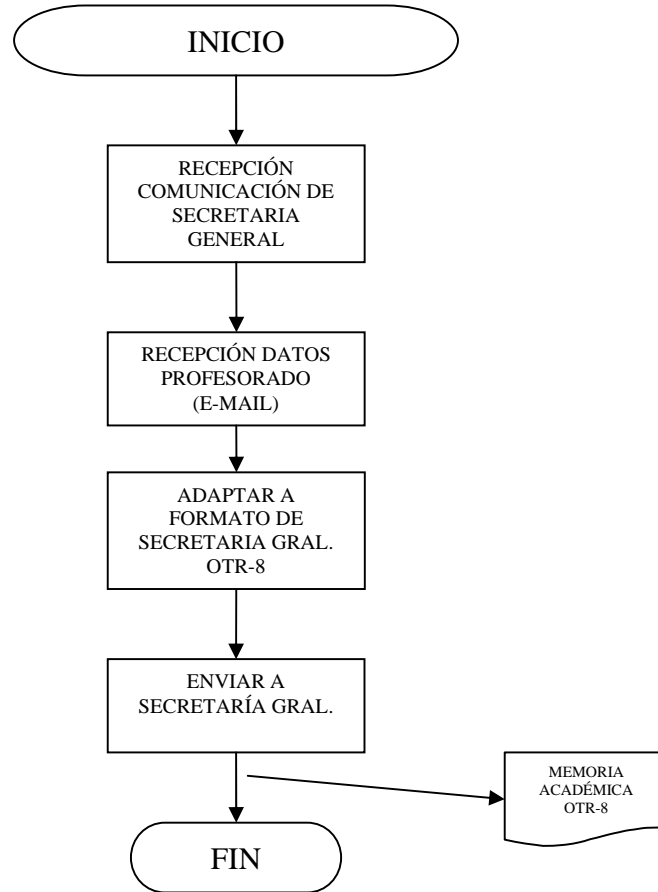 INICIO
RECEPCIÓN
COMUNICACIÓN DE
SECRETARIA
GENERAL
RECEPCIÓN DATOS
PROFESORADO
(E-MAIL)
ADAPTAR A
FORMATO DE
SECRETARIA GRAL.
OTR-8
ENVIAR A
SECRETARÍA GRAL.
MEMORIA
ACADÉMICA
OTR-8
FIN